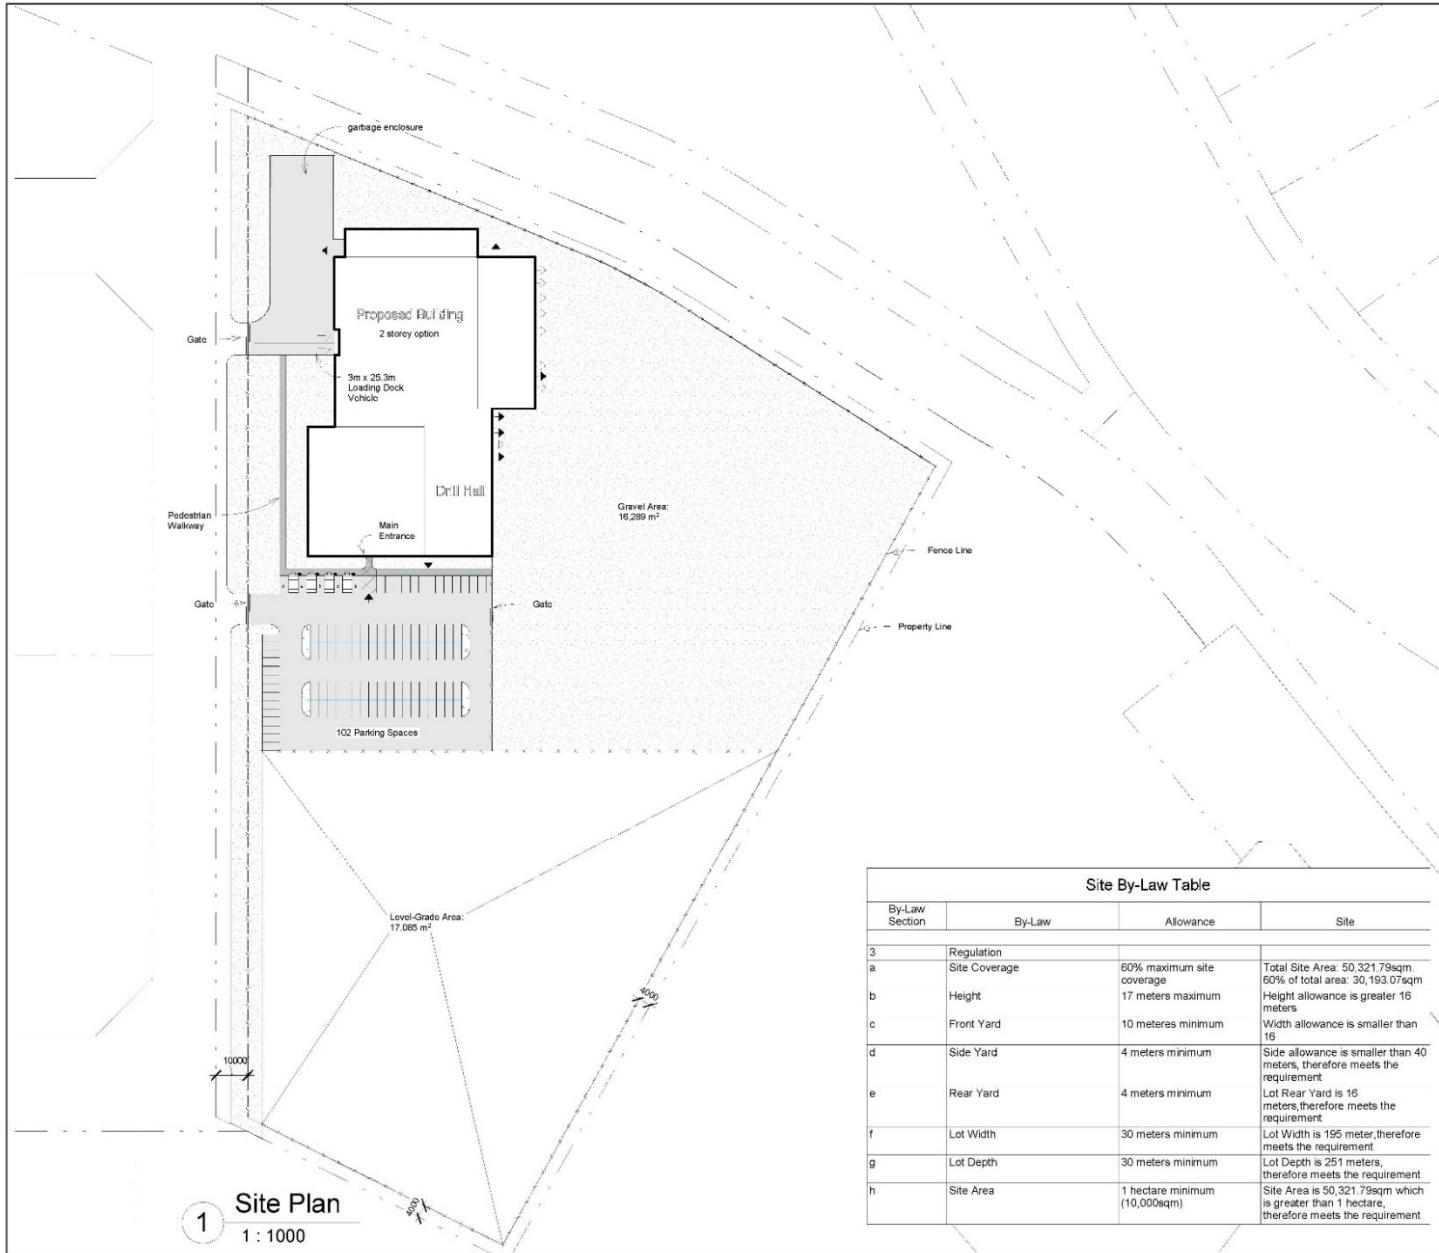 garbage enclosure
Proposed Building
2 storey option
Gate
3m x 25.3m
Loading Dock
Vehicle
Drill Hall
Gravel Area:
16,289 m²
Pedestrian
Walkway
Main
Entrance
Fence Line
Gate
Gate
Property Line
102 Parking Spaces
Level-Grade Area:
17,085 m²
4000
10000
4000
1 Site Plan
1 : 1000
Site By-Law Table
By-Law Section By-Law Allowance Site
3 Regulation
a Site Coverage 60% maximum site coverage Total Site Area: 50,321.79sqm. 60% of total area: 30,193.07sqm
b Height 17 meters maximum Height allowance is greater 16 meters
c Front Yard 10 meteres minimum Width allowance is smaller than 16
d Side Yard 4 meters minimum Side allowance is smaller than 40 meters, therefore meets the requirement
e Rear Yard 4 meters minimum Lot Rear Yard is 16 meters,therefore meets the requirement
f Lot Width 30 meters minimum Lot Width is 195 meter,therefore meets the requirement
g Lot Depth 30 meters minimum Lot Depth is 251 meters, therefore meets the requirement
h Site Area 1 hectare minimum (10,000sqm) Site Area is 50,321.79sqm which is greater than 1 hectare, therefore meets the requirement